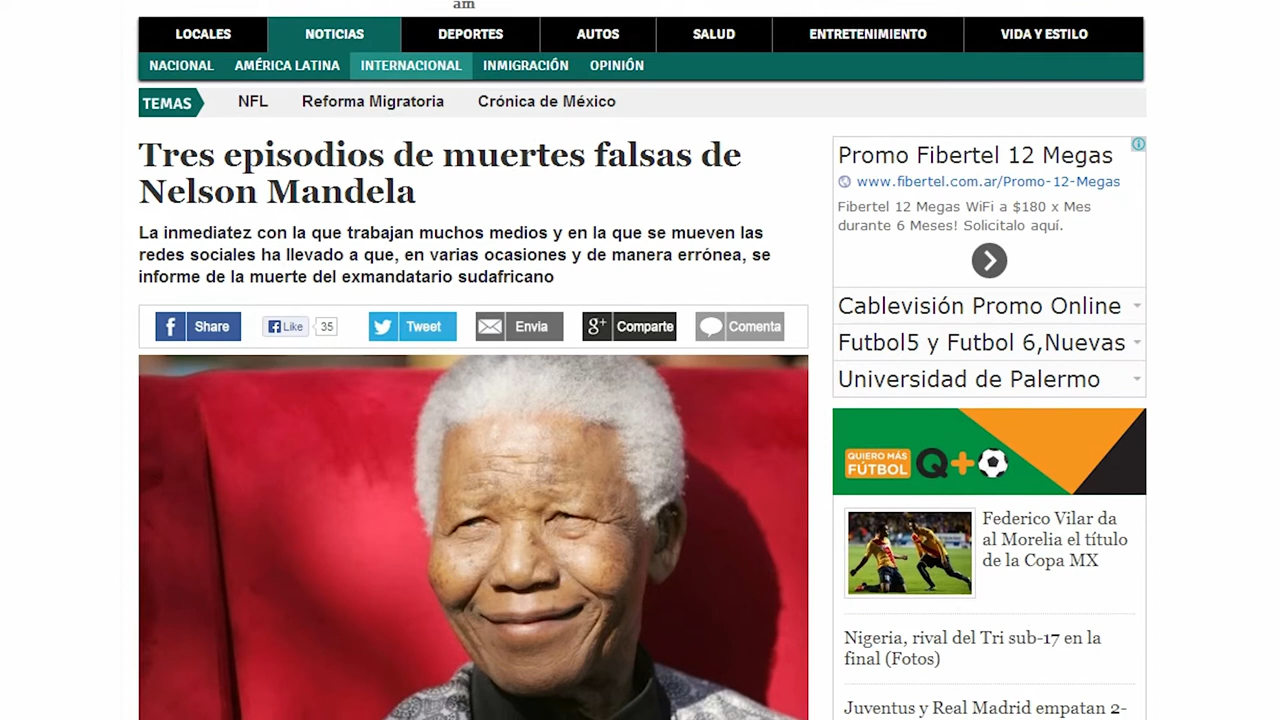 am
LOCALES NOTICIAS DEPORTES AUTOS SALUD ENTRETENIMIENTO VIDA Y ESTILO
NACIONAL AMÉRICA LATINA INTERNACIONAL INMIGRACIÓN OPINIÓN
TEMAS NFL Reforma Migratoria Crónica de México
Tres episodios de muertes falsas de
Nelson Mandela
La inmediatez con la que trabajan muchos medios y en la que se mueven las
redes sociales ha llevado a que, en varias ocasiones y de manera errónea, se
informe de la muerte del exmandatario sudafricano
f Share Like 35 Tweet Envia g+ Comparte Comenta
Promo Fibertel 12 Megas
www.fibertel.com.ar/Promo-12-Megas
Fibertel 12 Megas WiFi a $180 x Mes
durante 6 Meses! Solicitalo aquí.
Cablevisión Promo Online
Futbol5 y Futbol 6,Nuevas
Universidad de Palermo
QUIERO MÁS
FÚTBOL Q+
Federico Vilar da
al Morelia el título
de la Copa MX
Nigeria, rival del Tri sub-17 en la
final (Fotos)
Juventus y Real Madrid empatan 2-